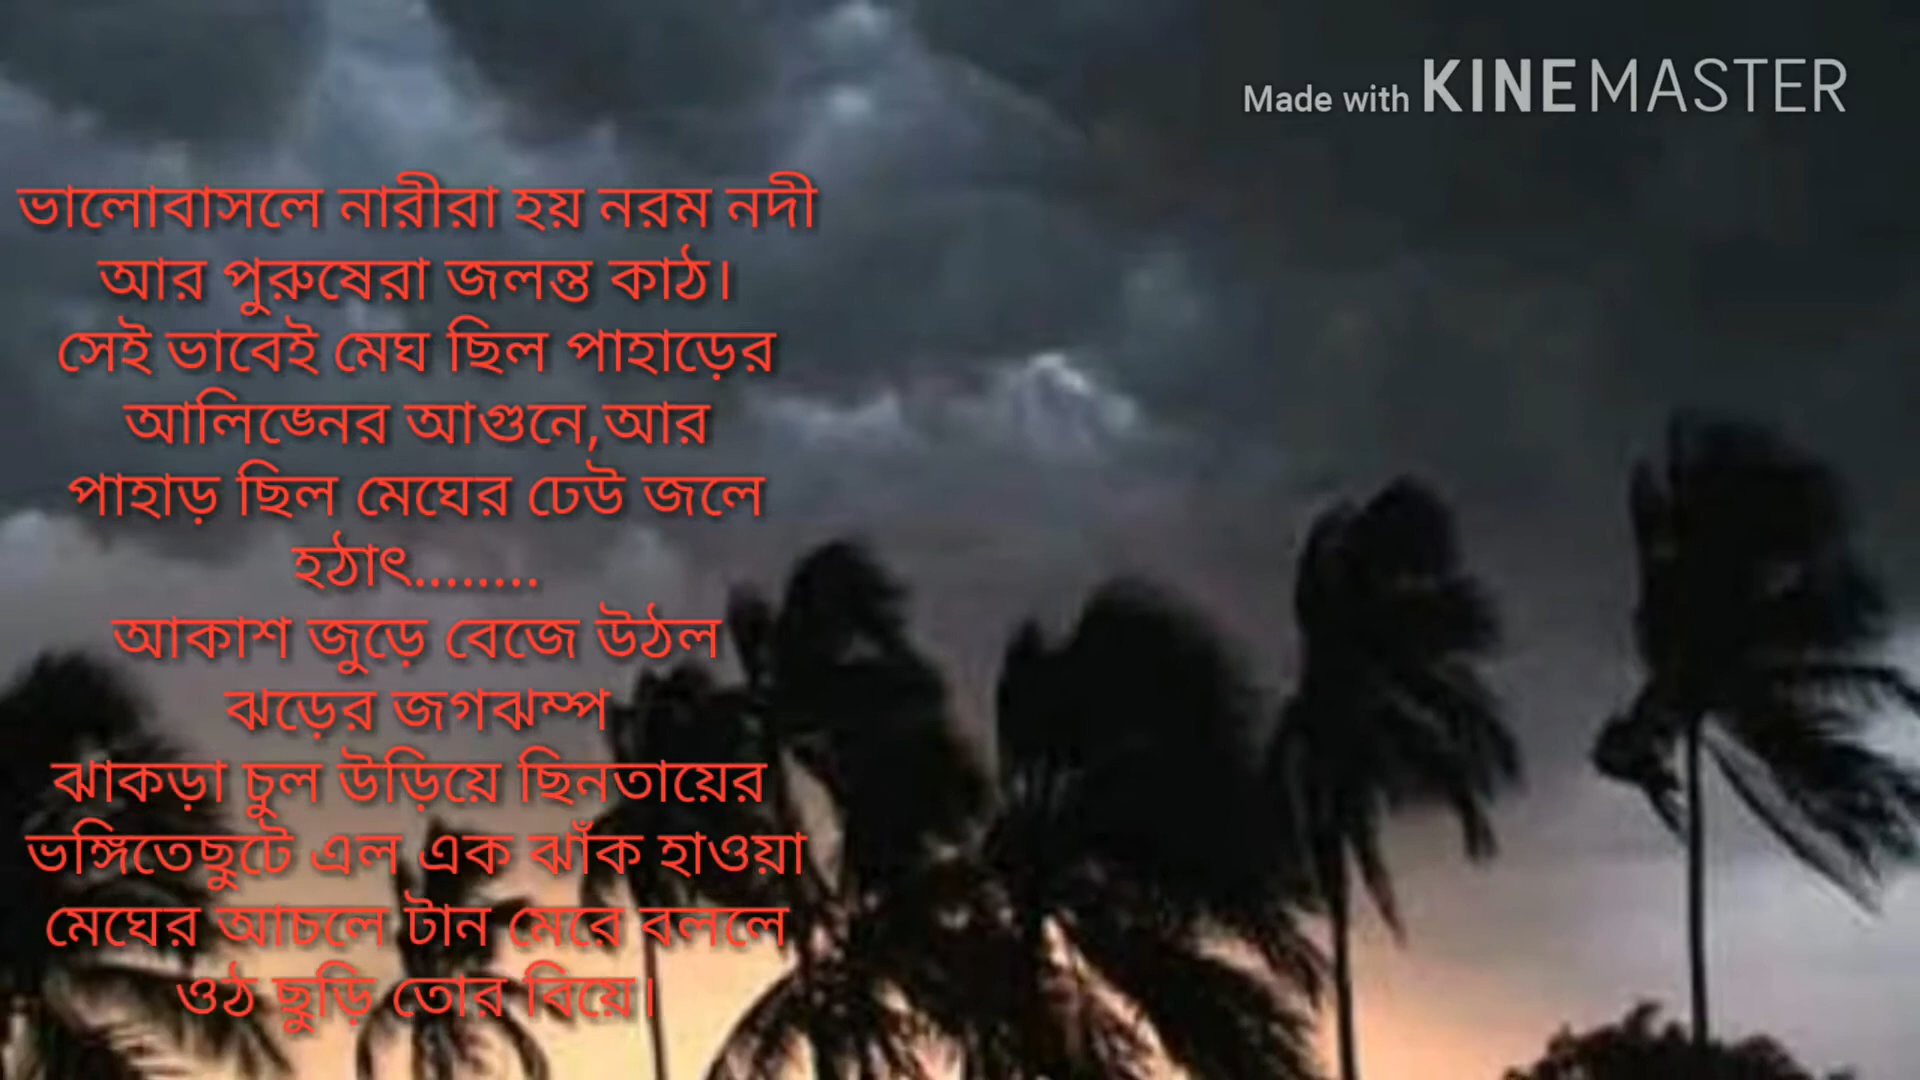 Made with KINEMASTER
ভালোবাসলে নারীরা হয় নরম নদী
আর পুরুষেরা জলন্ত কাঠ।
সেই ভাবেই মেঘ ছিল পাহাড়ের
আলিঙ্নের আগুনে,আর
পাহাড় ছিল মেঘের ঢেউ জলে
হঠাৎ........
আকাশ জুড়ে বেজে উঠল
ঝড়ের জগঝম্প
ঝাকড়া চুল উড়িয়ে ছিনতায়ের
ভঙ্গিতেছুটে এল এক ঝাঁক হাওয়া
মেঘের আচলে টান মেরে বললে
ওঠ ছুড়ি তোর বিয়ে।